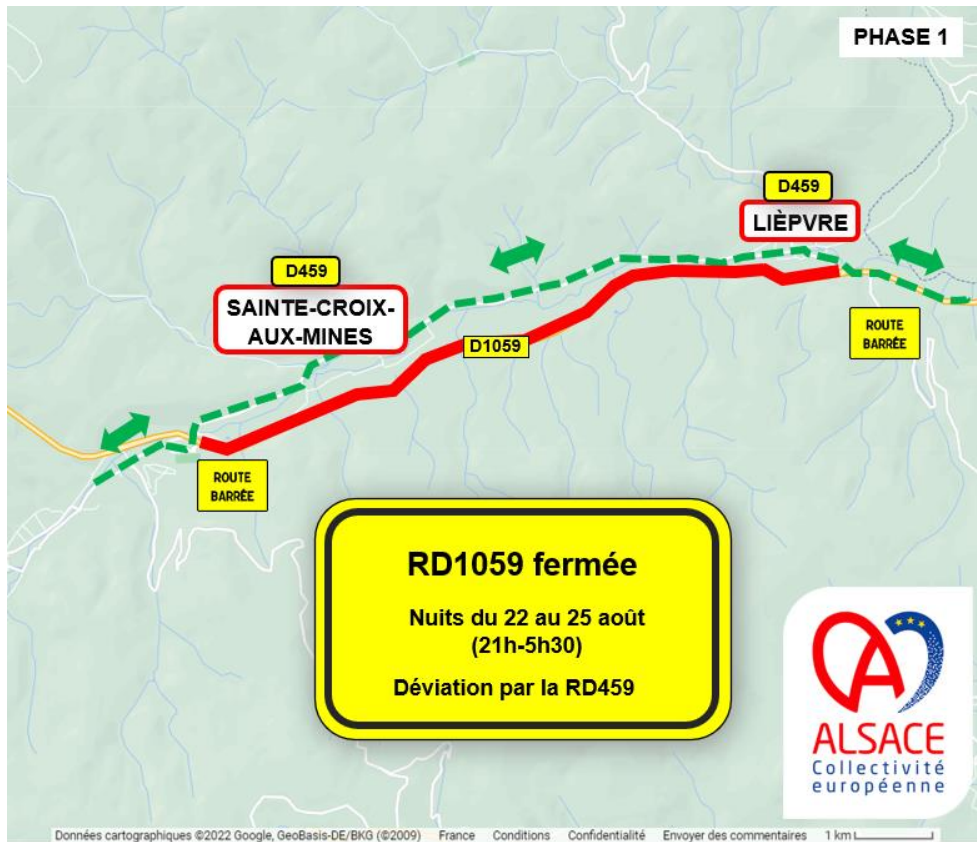 PHASE 1
D459
LIÈPVRE
D459
SAINTE-CROIX-
AUX-MINES
D1059
ROUTE
BARRÉE
ROUTE
BARRÉE
RD1059 fermée
Nuits du 22 au 25 août
(21h-5h30)
Déviation par la RD459
ALSACE
Collectivité
européenne
Données cartographiques ©2022 Google, GeoBasis-DE/BKG (©2009) France Conditions Confidentialité Envoyer des commentaires 1 km